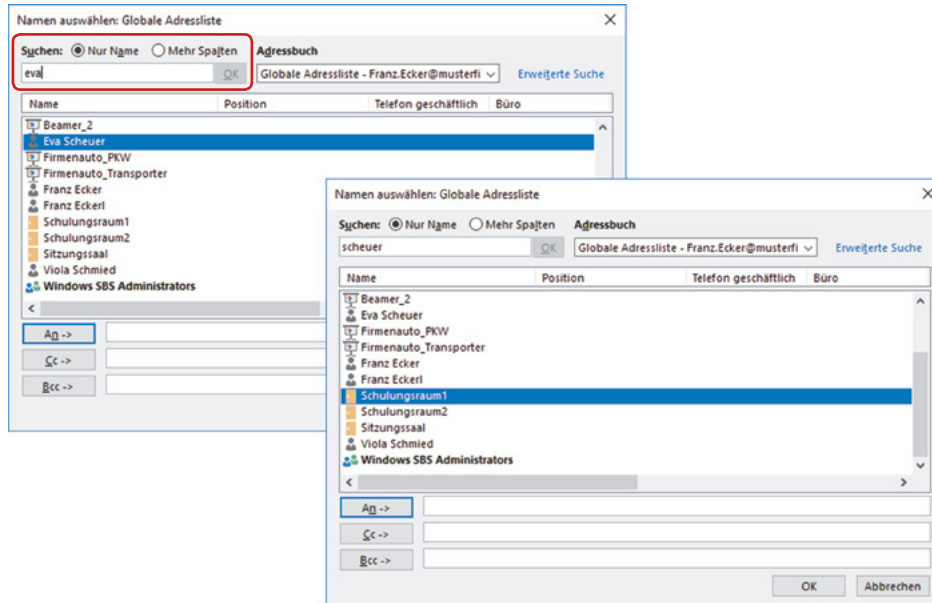 Namen auswählen: Globale Adressliste
Suchen: Nur Name Mehr Spalten Adressbuch
eva OK Globale Adressliste - Franz.Ecker@musterfi Erweiterte Suche
Name Position Telefon geschäftlich Büro
Beamer_2
Eva Scheuer
Firmenauto_PKW
Firmenauto_Transporter
Franz Ecker
Franz Eckerl
Schulungsraum1
Schulungsraum2
Sitzungssaal
Viola Schmied
Windows SBS Administrators
An ->
Cc ->
Bcc ->
Namen auswählen: Globale Adressliste
Suchen: Nur Name Mehr Spalten Adressbuch
scheuer OK Globale Adressliste - Franz.Ecker@musterfi Erweiterte Suche
Name Position Telefon geschäftlich Büro
Beamer_2
Eva Scheuer
Firmenauto_PKW
Firmenauto_Transporter
Franz Ecker
Franz Eckerl
Schulungsraum1
Schulungsraum2
Sitzungssaal
Viola Schmied
Windows SBS Administrators
An ->
Cc ->
Bcc ->
OK Abbrechen